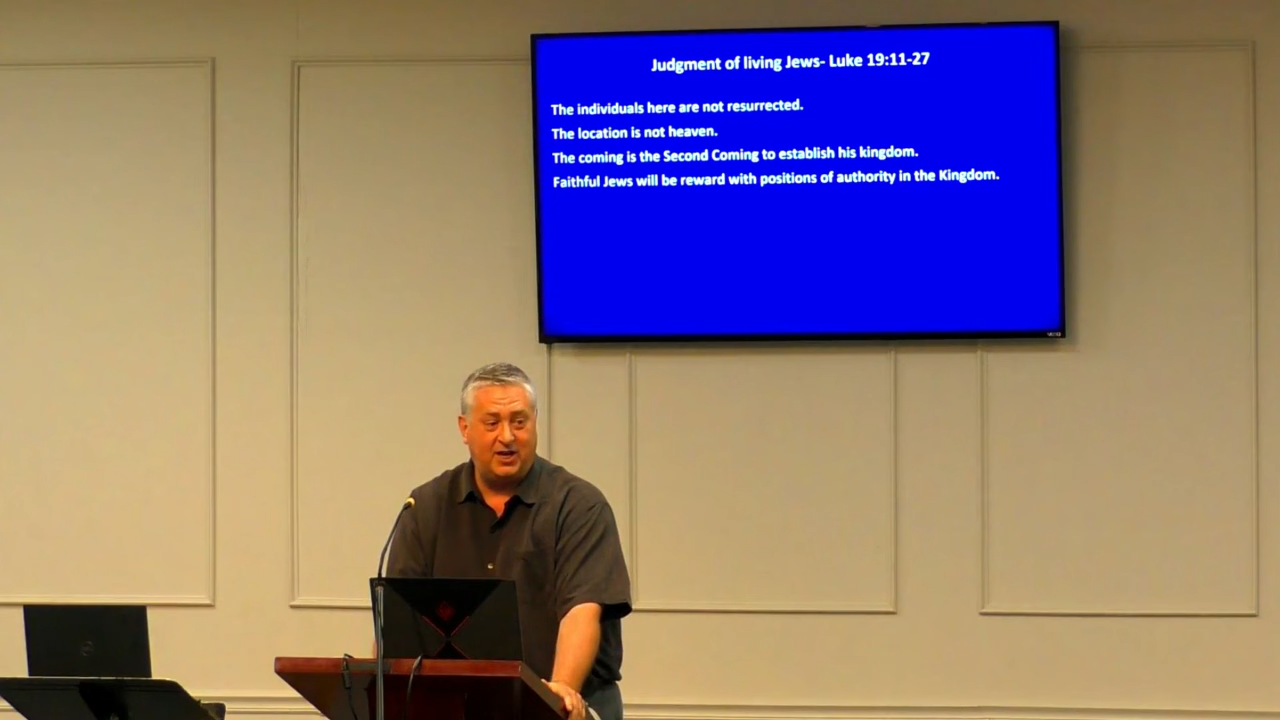 Judgment of living Jews- Luke 19:11-27
The individuals here are not resurrected.
The location is not heaven.
The coming is the Second Coming to establish his kingdom.
Faithful Jews will be reward with positions of authority in the Kingdom.